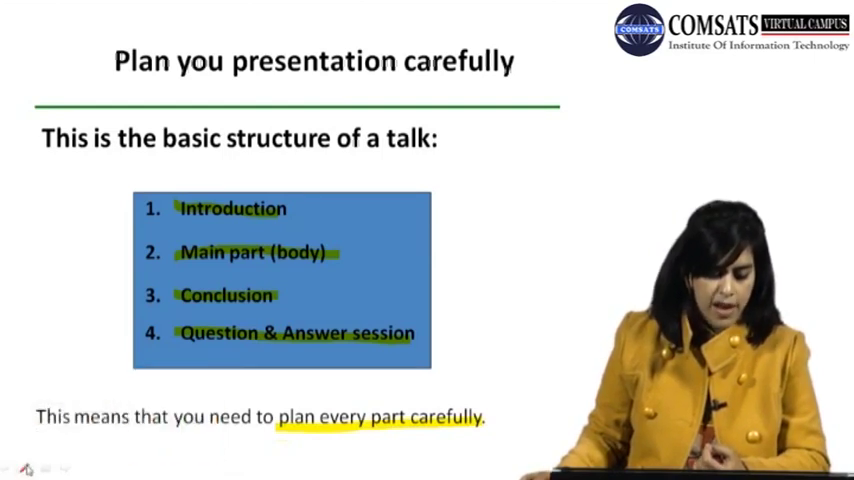 COMSATS VIRTUAL CAMPUS
Institute Of Information Technology
COMSATS
Plan you presentation carefully
This is the basic structure of a talk:
1. Introduction
2. Main part (body)
3. Conclusion
4. Question & Answer session
This means that you need to plan every part carefully.